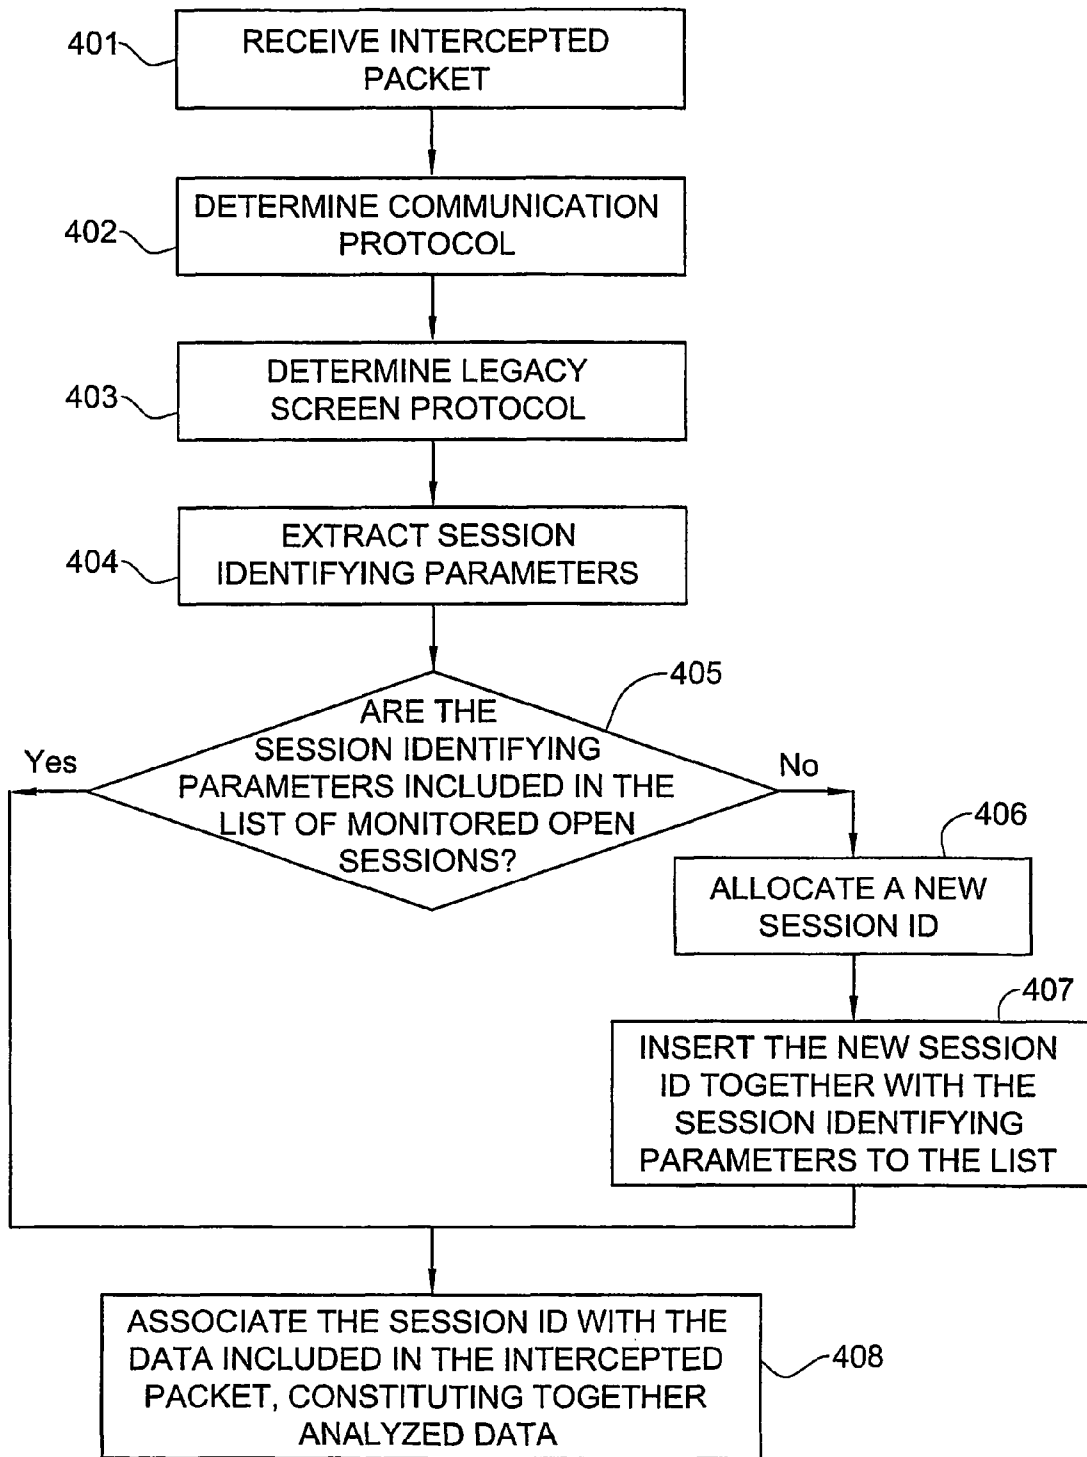 401
RECEIVE INTERCEPTED
PACKET
402
DETERMINE COMMUNICATION
PROTOCOL
403
DETERMINE LEGACY
SCREEN PROTOCOL
404
EXTRACT SESSION
IDENTIFYING PARAMETERS
405
ARE THE
SESSION IDENTIFYING
PARAMETERS INCLUDED IN THE
LIST OF MONITORED OPEN
SESSIONS?
Yes
No
406
ALLOCATE A NEW
SESSION ID
407
INSERT THE NEW SESSION
ID TOGETHER WITH THE
SESSION IDENTIFYING
PARAMETERS TO THE LIST
ASSOCIATE THE SESSION ID WITH THE
DATA INCLUDED IN THE INTERCEPTED
PACKET, CONSTITUTING TOGETHER
ANALYZED DATA
408